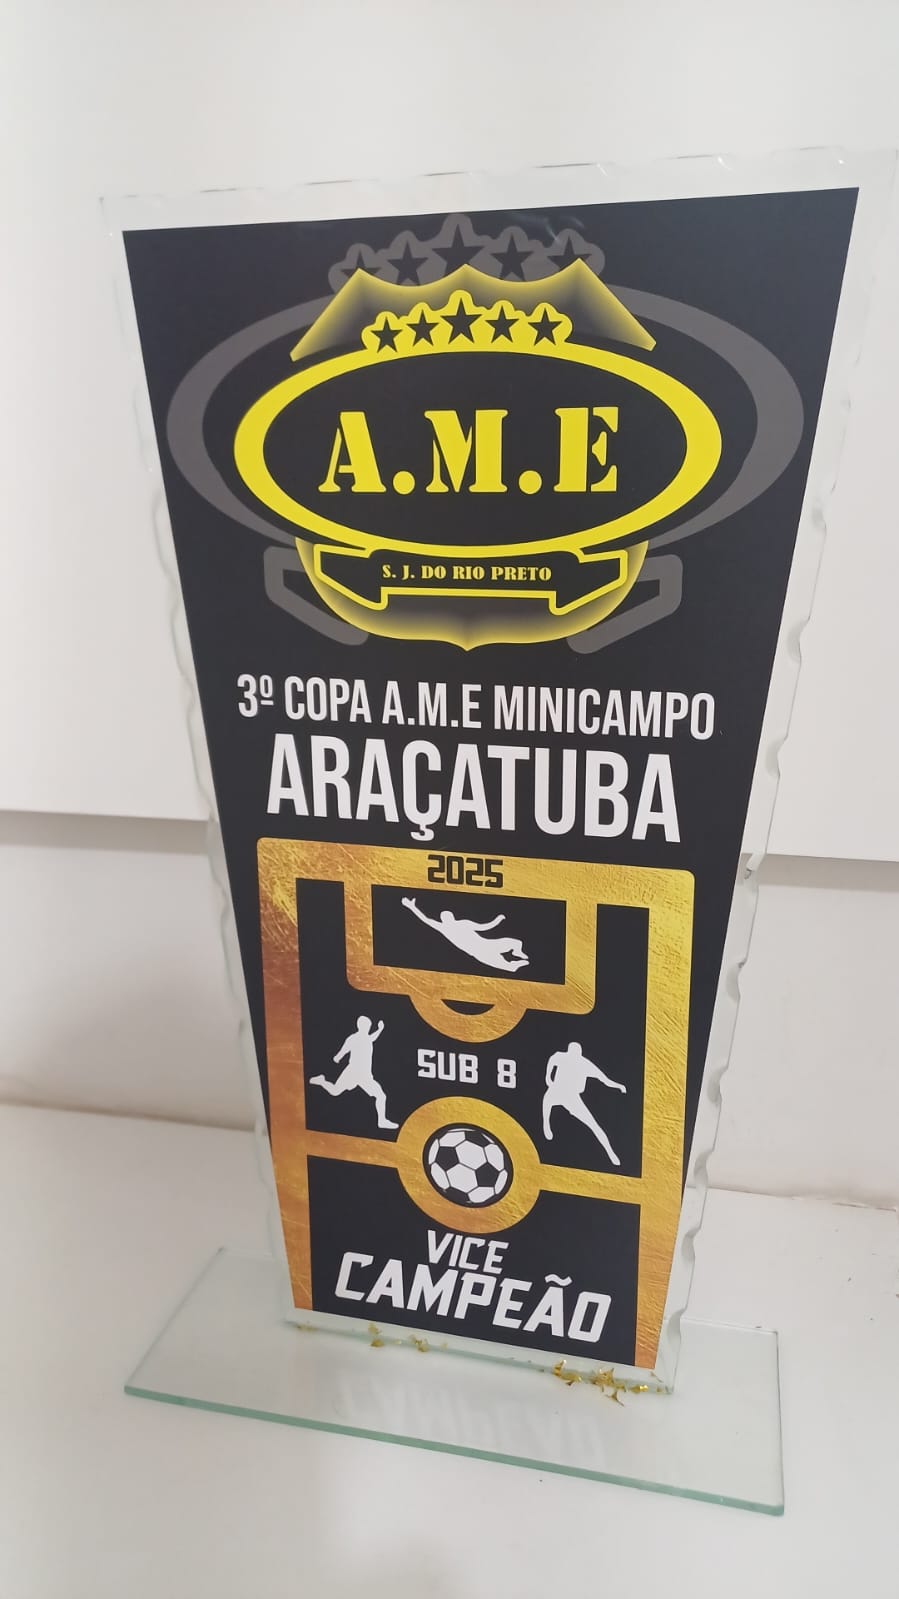 A.M.E
S. J. DO RIO PRETO
3º COPA A.M.E MINICAMPO
ARAÇATUBA
2025
SUB 8
VICE
CAMPEÃO